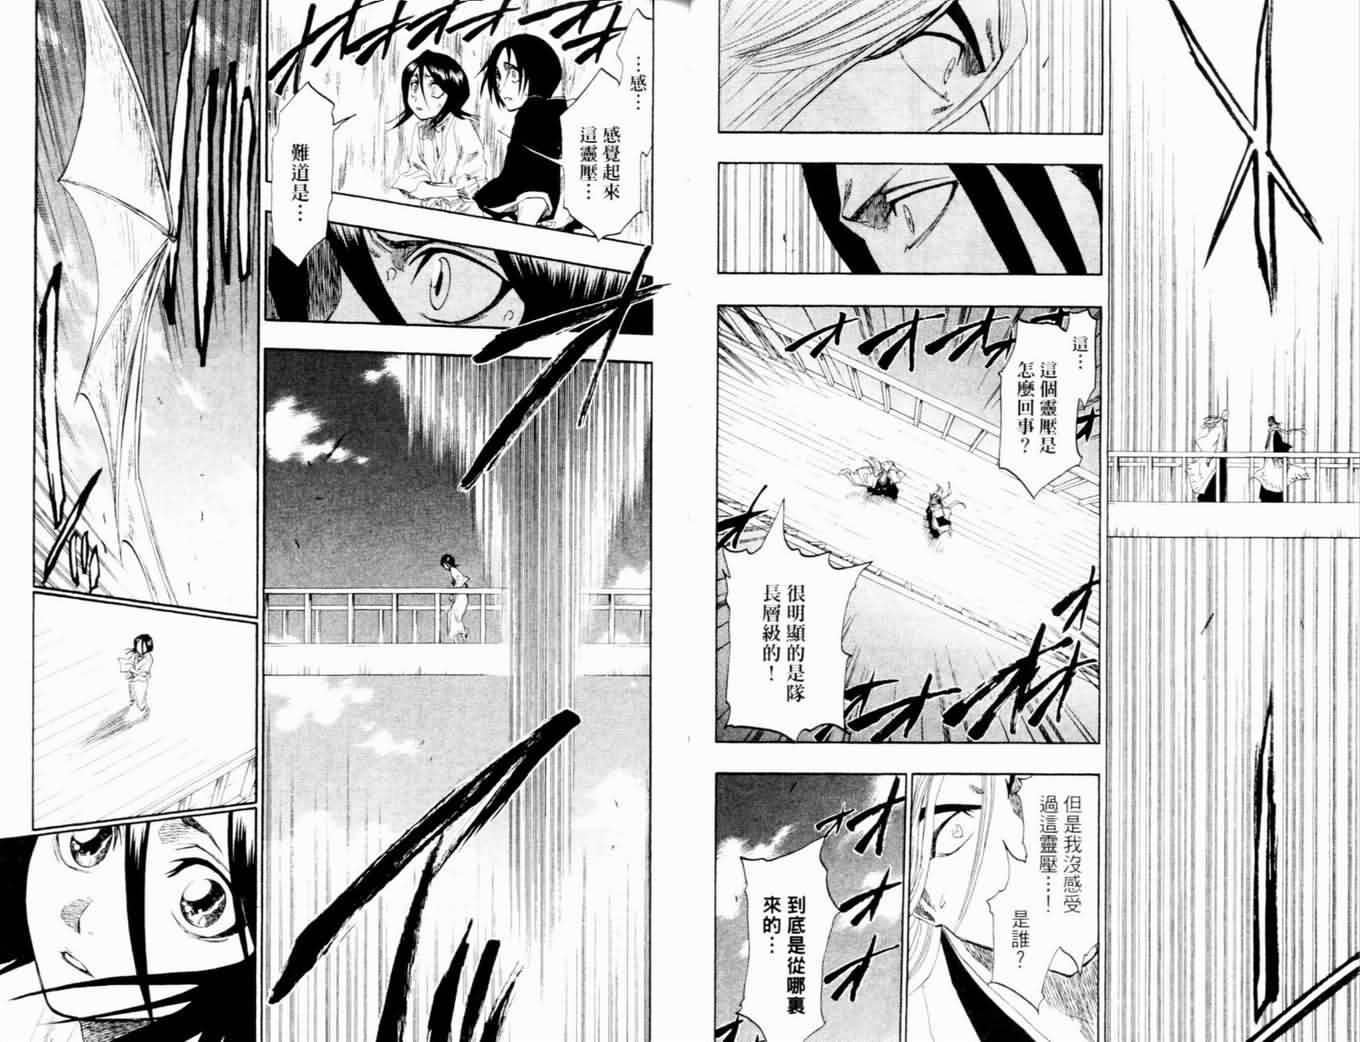 這…
這個靈壓是
怎麼回事？
很明顯的是隊
長層級的！
但是我沒感受
過這靈壓…！
是誰？
到底是從哪裏
來的…
…感…
感覺起來
這靈壓…
難道是…